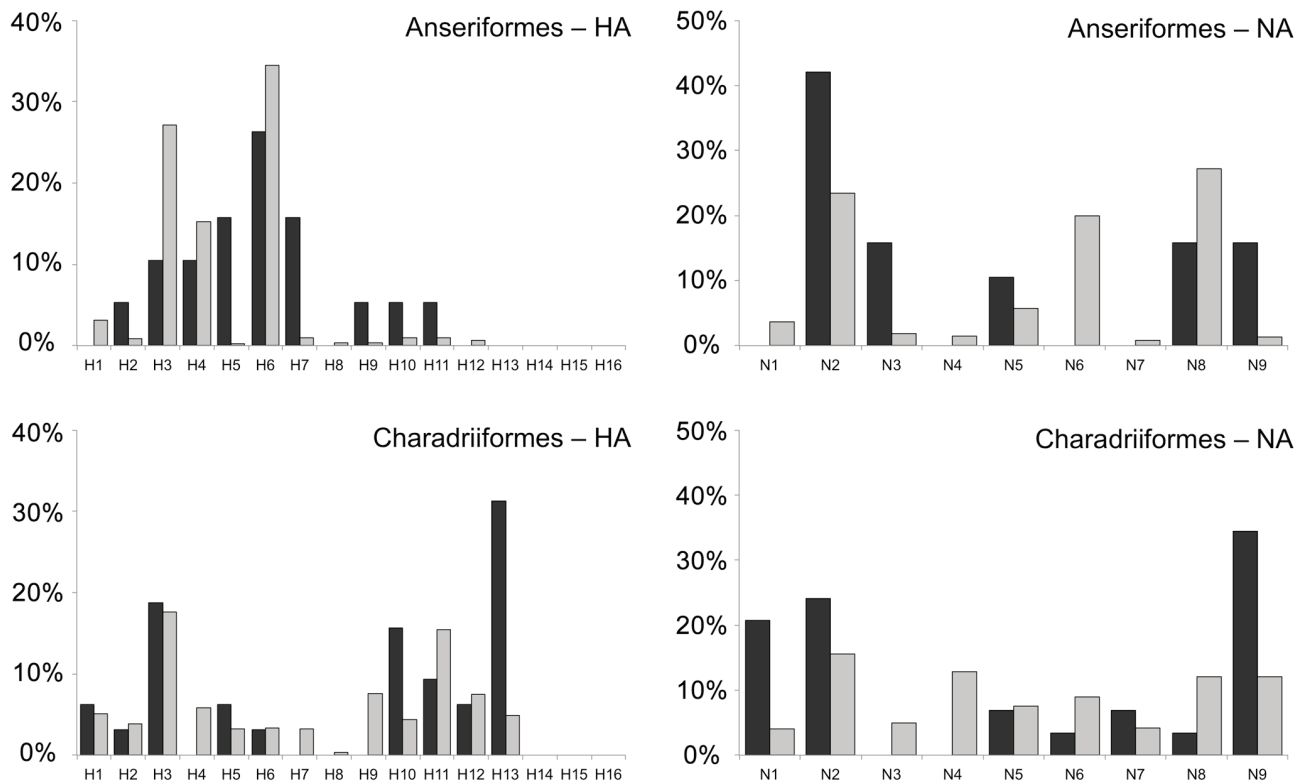 Anseriformes – HA
40%
30%
20%
10%
0%
H1 H2 H3 H4 H5 H6 H7 H8 H9 H10 H11 H12 H13 H14 H15 H16
Anseriformes – NA
50%
40%
30%
20%
10%
0%
N1 N2 N3 N4 N5 N6 N7 N8 N9
Charadriiformes – HA
40%
30%
20%
10%
0%
H1 H2 H3 H4 H5 H6 H7 H8 H9 H10 H11 H12 H13 H14 H15 H16
Charadriiformes – NA
50%
40%
30%
20%
10%
0%
N1 N2 N3 N4 N5 N6 N7 N8 N9